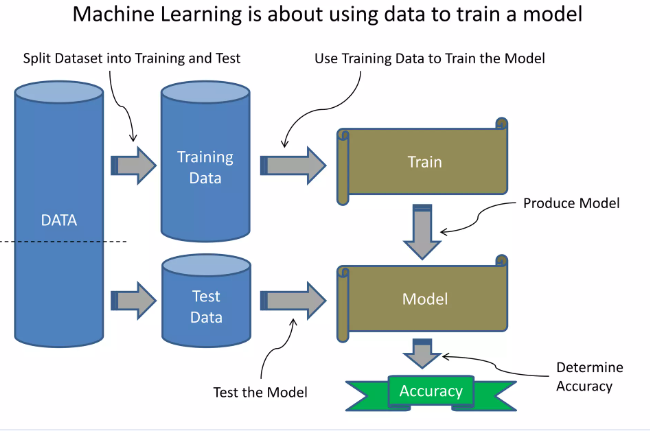 Machine Learning is about using data to train a model
Split Dataset into Training and Test
Use Training Data to Train the Model
Training
Data
Train
DATA
Produce Model
Test
Data
Model
Test the Model
Determine
Accuracy
Accuracy